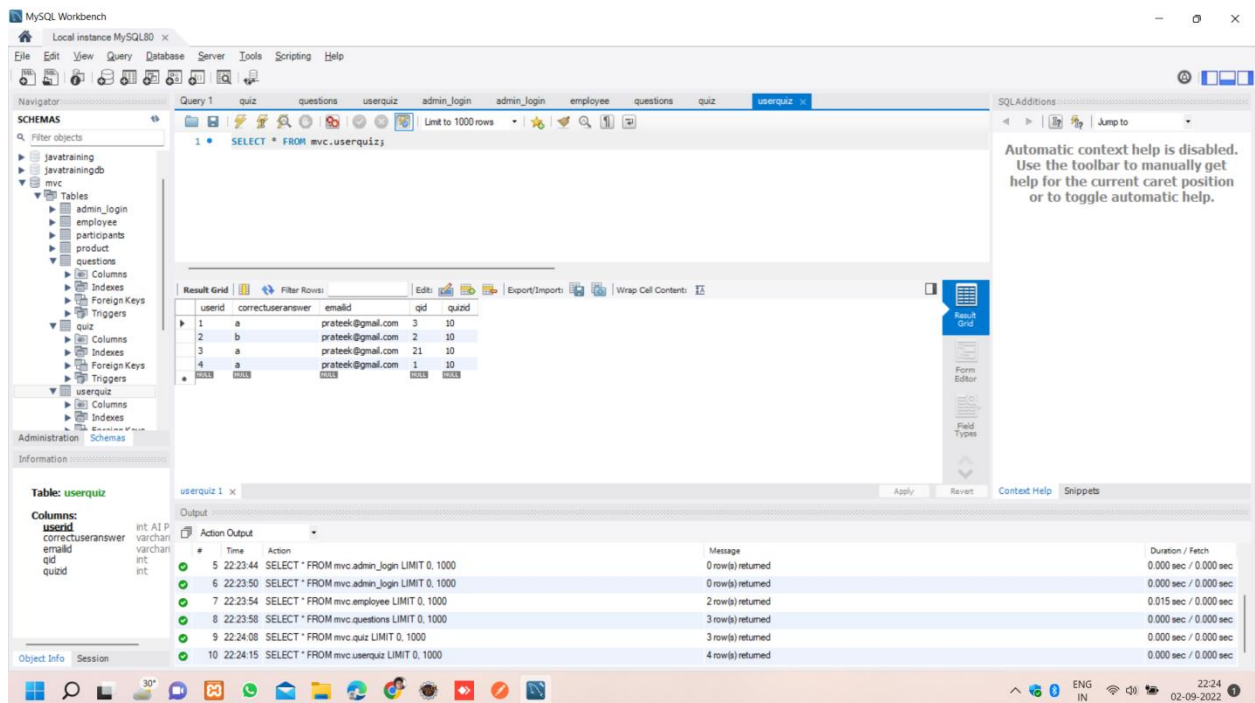 MySQL Workbench
Local instance MySQL80
File Edit View Query Database Server Tools Scripting Help
Navigator
SCHEMAS
Filter objects
javatraining
javatrainingdb
mvc
Tables
admin_login
employee
participants
product
questions
Columns
Indexes
Foreign Keys
Triggers
quiz
Columns
Indexes
Foreign Keys
Triggers
userquiz
Columns
Indexes
Foreign Keys
Administration Schemas
Information
Table: userquiz
Columns:
userid int AI P
correctuseranswer varchar
emailid varchar
qid int
quizid int
Object Info Session
Query 1 quiz questions userquiz admin_login admin_login employee questions quiz userquiz
Limit to 1000 rows
1 SELECT * FROM mvc.userquiz;
Result Grid Filter Rows: Edit: Export/Import: Wrap Cell Content:
userid correctuseranswer emailid qid quizid
1 a prateek@gmail.com 3 10
2 b prateek@gmail.com 2 10
3 a prateek@gmail.com 21 10
4 a prateek@gmail.com 1 10
NULL NULL NULL NULL NULL
Result Grid
Form Editor
Field Types
userquiz 1 Apply Revert
Output
Action Output
# Time Action Message Duration / Fetch
5 22:23:44 SELECT * FROM mvc.admin_login LIMIT 0, 1000 0 row(s) returned 0.000 sec / 0.000 sec
6 22:23:50 SELECT * FROM mvc.admin_login LIMIT 0, 1000 0 row(s) returned 0.000 sec / 0.000 sec
7 22:23:54 SELECT * FROM mvc.employee LIMIT 0, 1000 2 row(s) returned 0.015 sec / 0.000 sec
8 22:23:58 SELECT * FROM mvc.questions LIMIT 0, 1000 3 row(s) returned 0.000 sec / 0.000 sec
9 22:24:08 SELECT * FROM mvc.quiz LIMIT 0, 1000 3 row(s) returned 0.000 sec / 0.000 sec
10 22:24:15 SELECT * FROM mvc.userquiz LIMIT 0, 1000 4 row(s) returned 0.000 sec / 0.000 sec
SQLAdditions
Jump to
Automatic context help is disabled.
Use the toolbar to manually get
help for the current caret position
or to toggle automatic help.
Context Help Snippets
30°
ENG
IN
22:24
02-09-2022
1